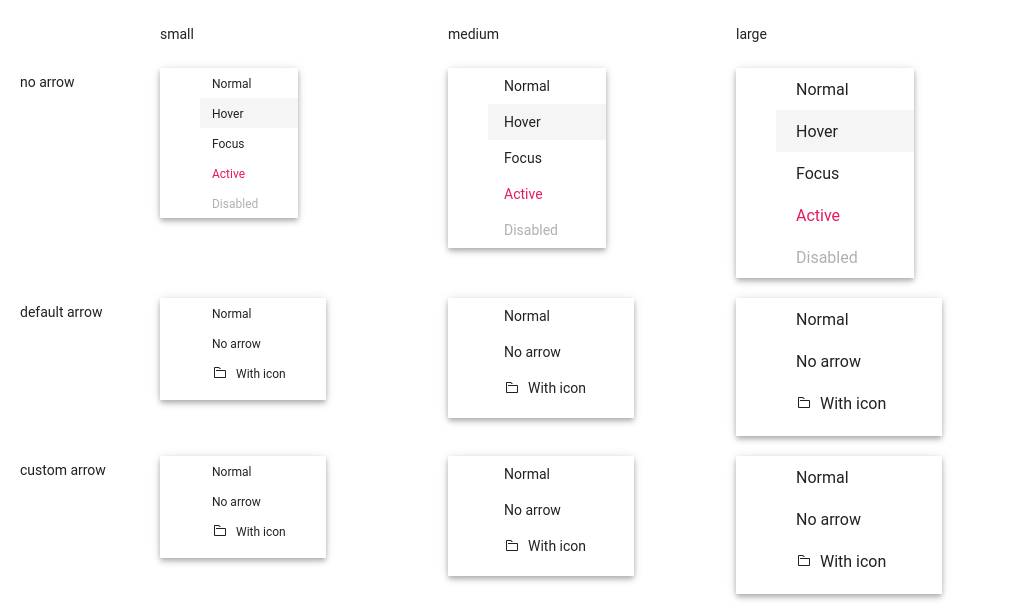 small
medium
large
no arrow
Normal
Hover
Focus
Active
Disabled
Normal
Hover
Focus
Active
Disabled
Normal
Hover
Focus
Active
Disabled
default arrow
Normal
No arrow
With icon
Normal
No arrow
With icon
Normal
No arrow
With icon
custom arrow
Normal
No arrow
With icon
Normal
No arrow
With icon
Normal
No arrow
With icon